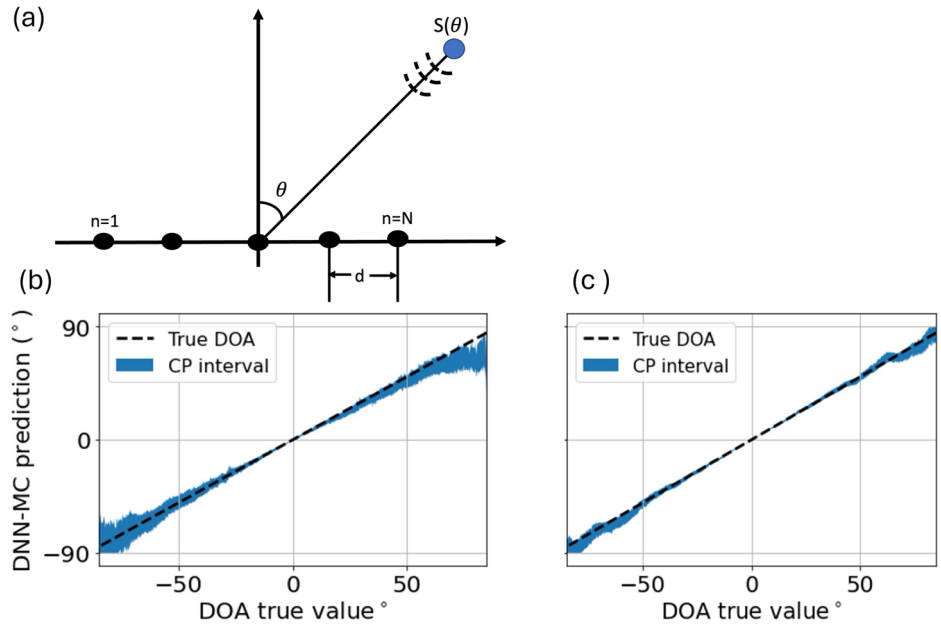 (a)
S(θ)
θ
n=1
n=N
d
(b)
(c )
90
0
−90
DNN-MC prediction (°)
True DOA
CP interval
−50
0
50
DOA true value°
True DOA
CP interval
−50
0
50
DOA true value°